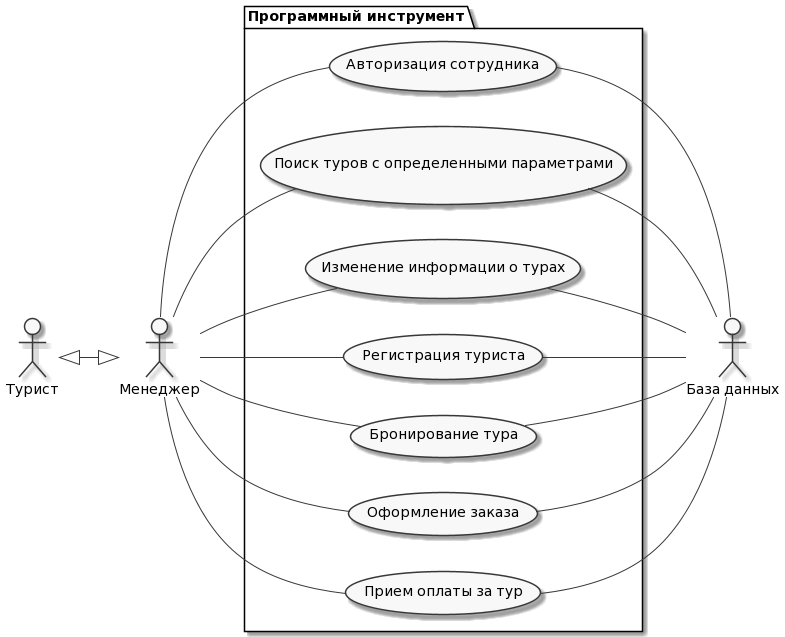 Программный инструмент
Авторизация сотрудника
Поиск туров с определенными параметрами
Изменение информации о турах
Регистрация туриста
Турист
Менеджер
База данных
Бронирование тура
Оформление заказа
Прием оплаты за тур